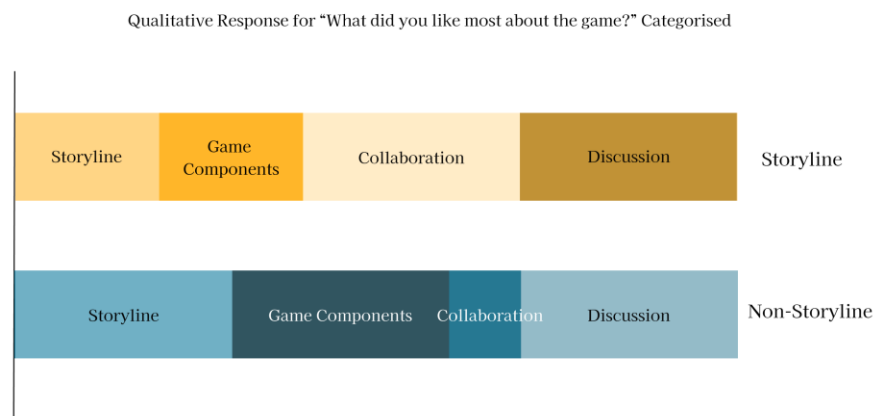 Qualitative Response for “What did you like most about the game?” Categorised
Storyline
Game
Components
Collaboration
Discussion
Storyline
Storyline
Game Components
Collaboration
Discussion
Non-Storyline